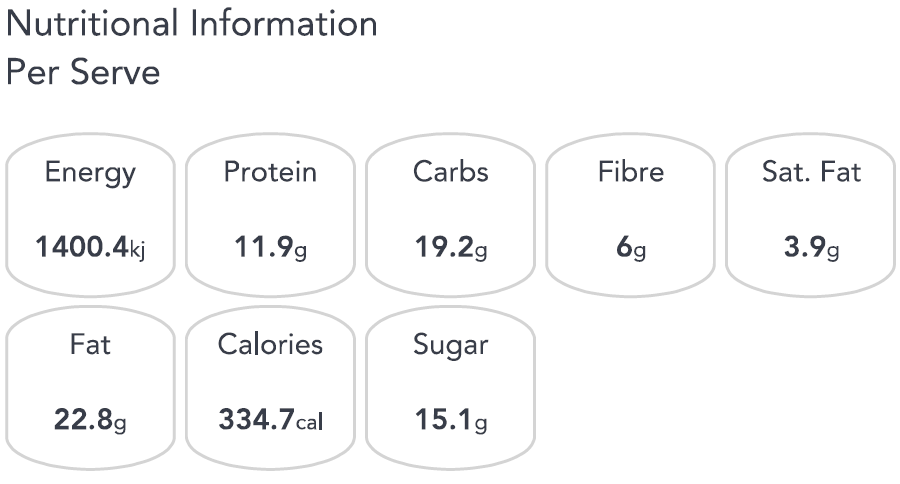 Nutritional Information
Per Serve
Energy Protein Carbs Fibre Sat. Fat
1400.4kj 11.9g 19.2g 6g 3.9g
Fat Calories Sugar
22.8g 334.7cal 15.1g